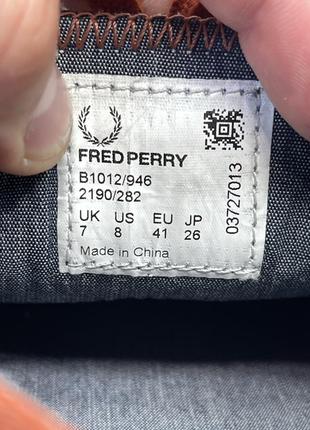 FRED PERRY
B1012/946
2190/282
UK US EU JP
7 8 41 26
Made in China
03727013